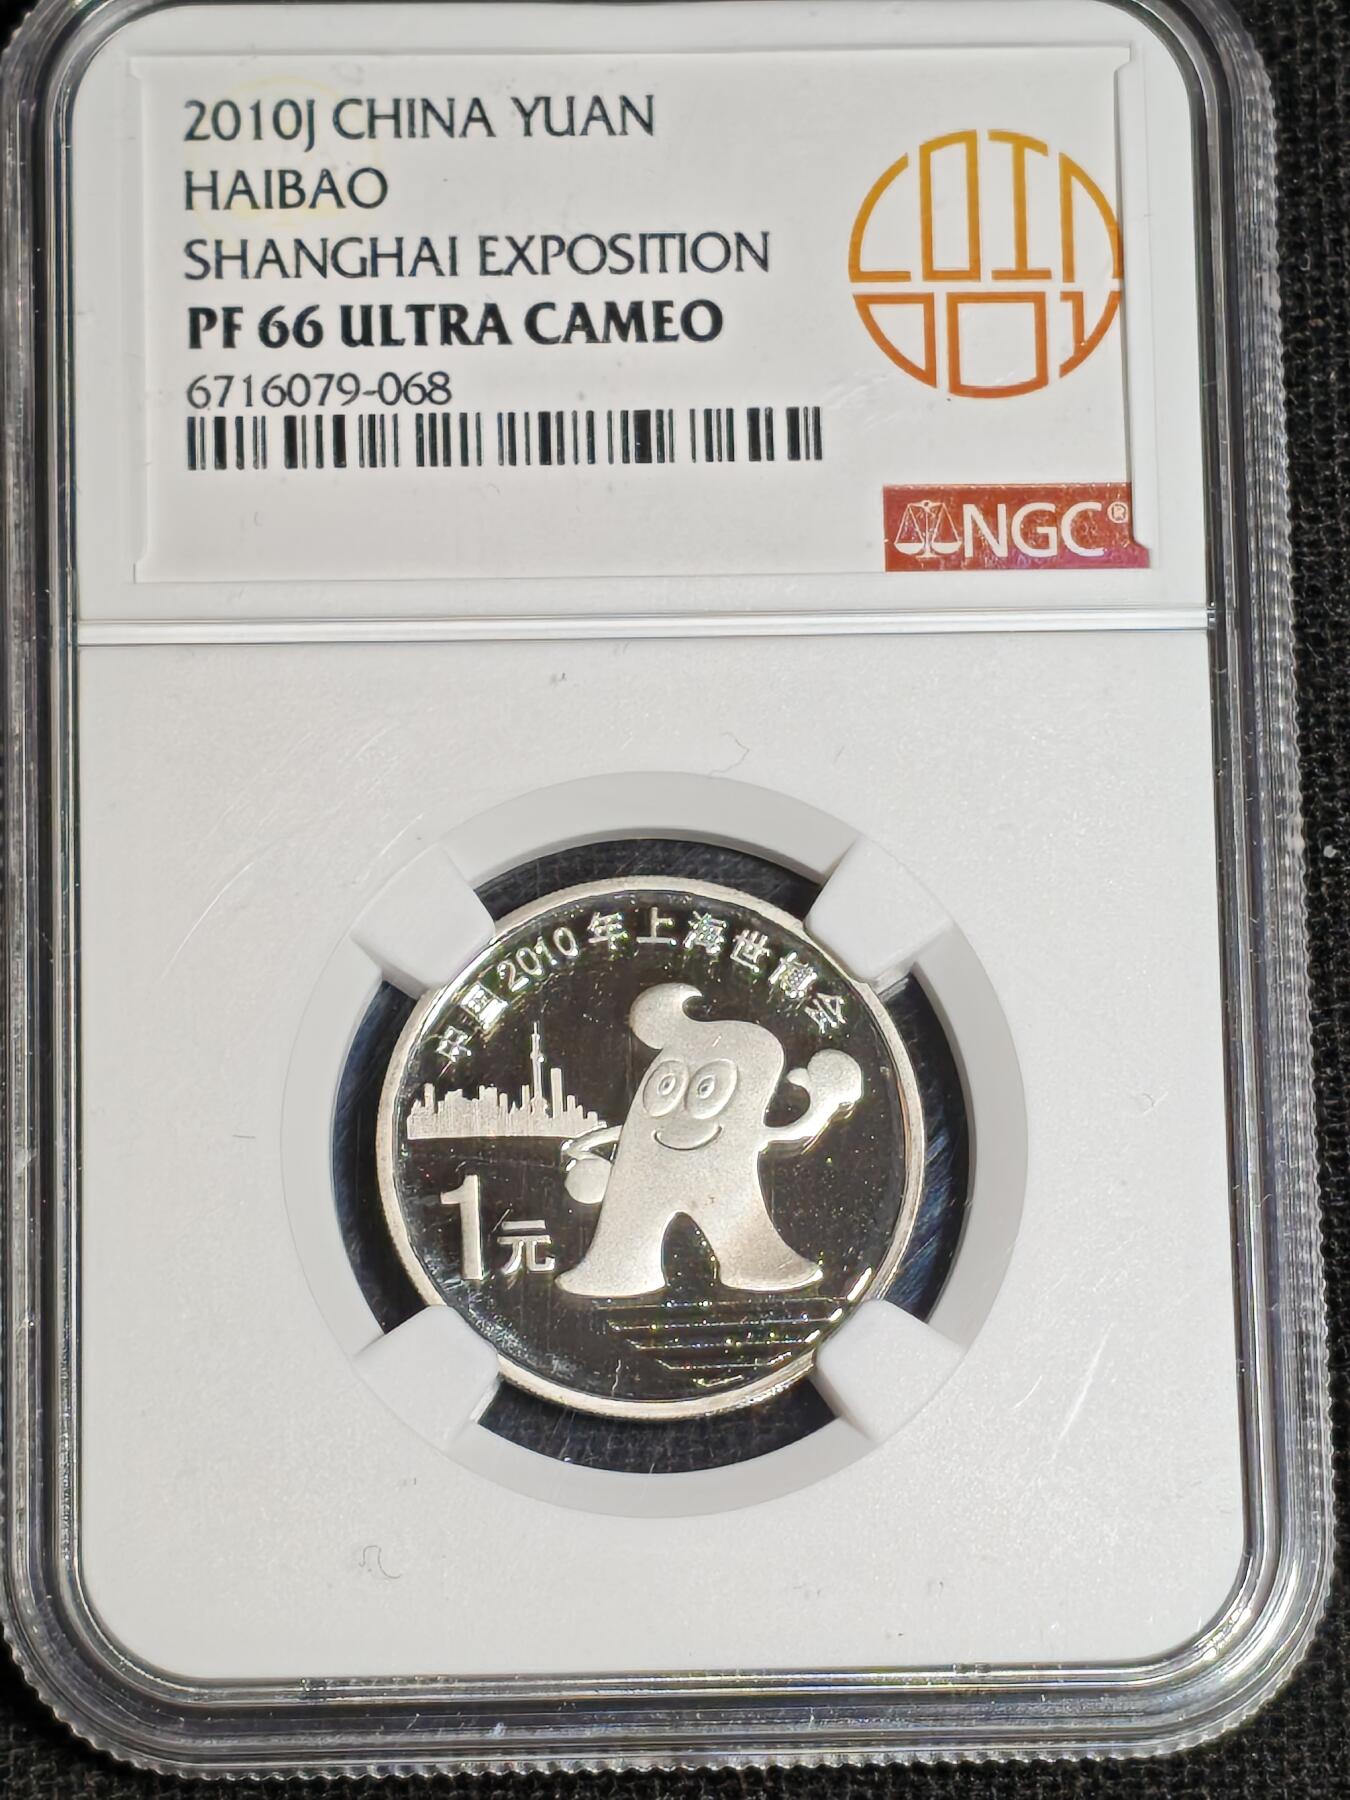 2010J CHINA YUAN
HAIBAO
SHANGHAI EXPOSITION
PF 66 ULTRA CAMEO
6716079-068
COIN
NGC®
中国2010年上海世博会
1元